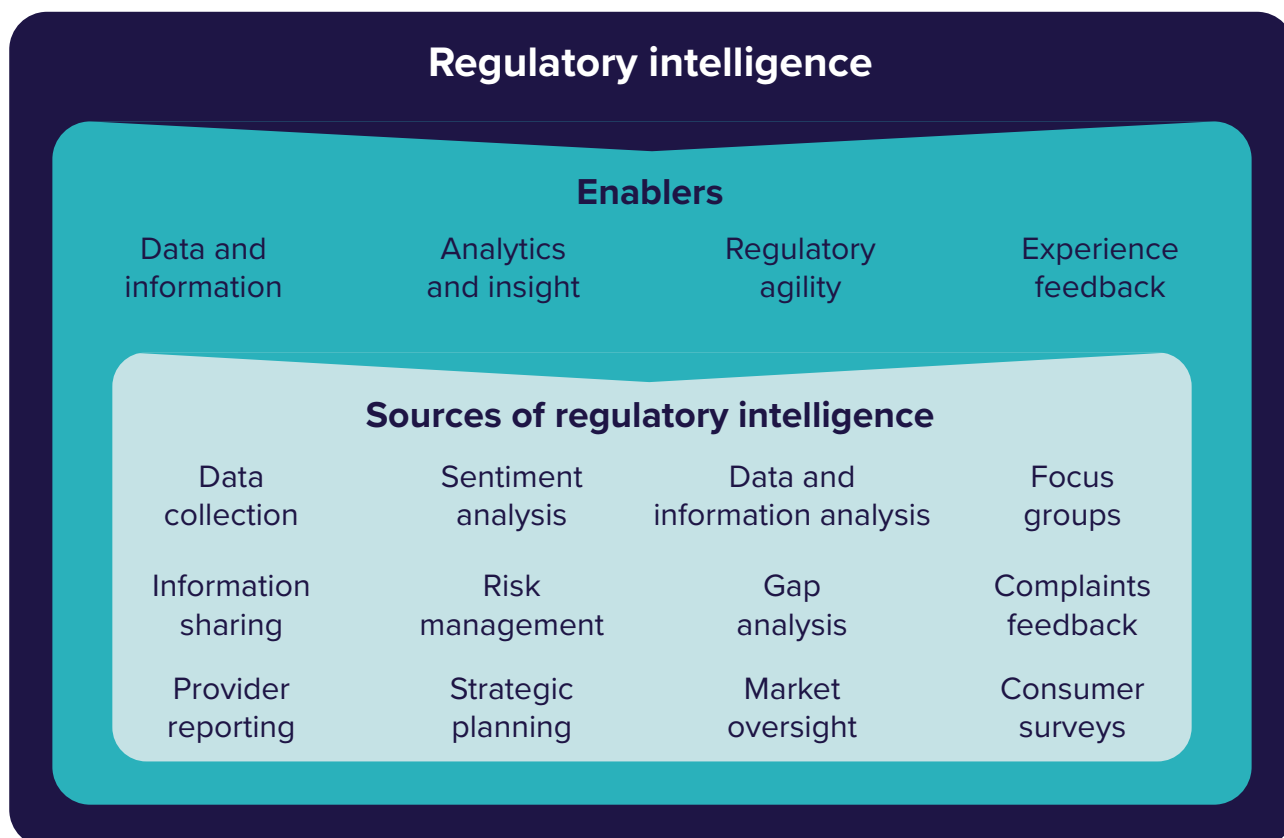 Regulatory intelligence
Enablers
Data and
information
Analytics
and insight
Regulatory
agility
Experience
feedback
Sources of regulatory intelligence
Data
collection
Sentiment
analysis
Data and
information analysis
Focus
groups
Information
sharing
Risk
management
Gap
analysis
Complaints
feedback
Provider
reporting
Strategic
planning
Market
oversight
Consumer
surveys